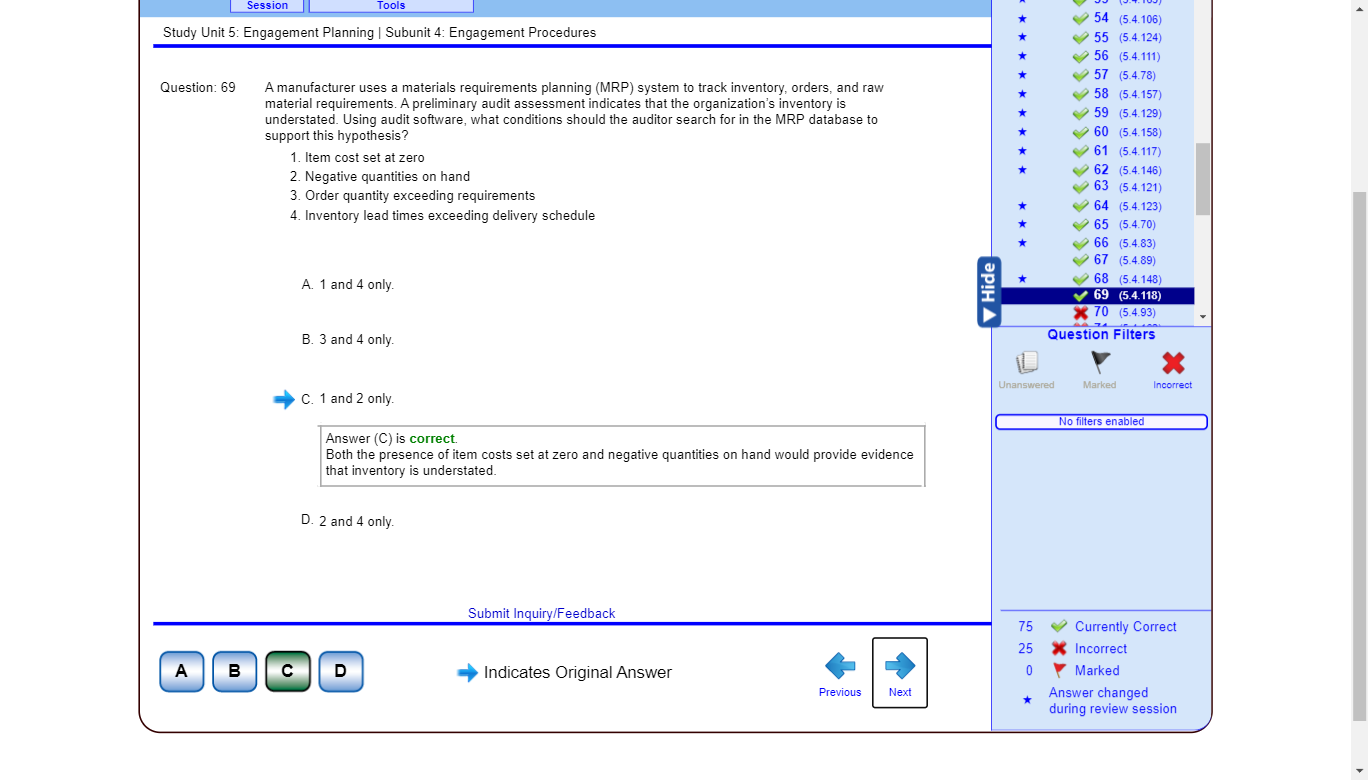 Session Tools
Study Unit 5: Engagement Planning | Subunit 4: Engagement Procedures
Question: 69
A manufacturer uses a materials requirements planning (MRP) system to track inventory, orders, and raw
material requirements. A preliminary audit assessment indicates that the organization's inventory is
understated. Using audit software, what conditions should the auditor search for in the MRP database to
support this hypothesis?
1. Item cost set at zero
2. Negative quantities on hand
3. Order quantity exceeding requirements
4. Inventory lead times exceeding delivery schedule
A. 1 and 4 only.
B. 3 and 4 only.
C. 1 and 2 only.
Answer (C) is correct.
Both the presence of item costs set at zero and negative quantities on hand would provide evidence
that inventory is understated.
D. 2 and 4 only.
Submit Inquiry/Feedback
A B C D
Indicates Original Answer
Previous
Next
54 (5.4.106)
55 (5.4.124)
56 (5.4.111)
57 (5.4.78)
58 (5.4.157)
59 (5.4.129)
60 (5.4.158)
61 (5.4.117)
62 (5.4.146)
63 (5.4.121)
64 (5.4.123)
65 (5.4.70)
66 (5.4.83)
67 (5.4.89)
68 (5.4.148)
69 (5.4.118)
70 (5.4.93)
Hide
Question Filters
Unanswered Marked Incorrect
No filters enabled
75 Currently Correct
25 Incorrect
0 Marked
Answer changed
during review session